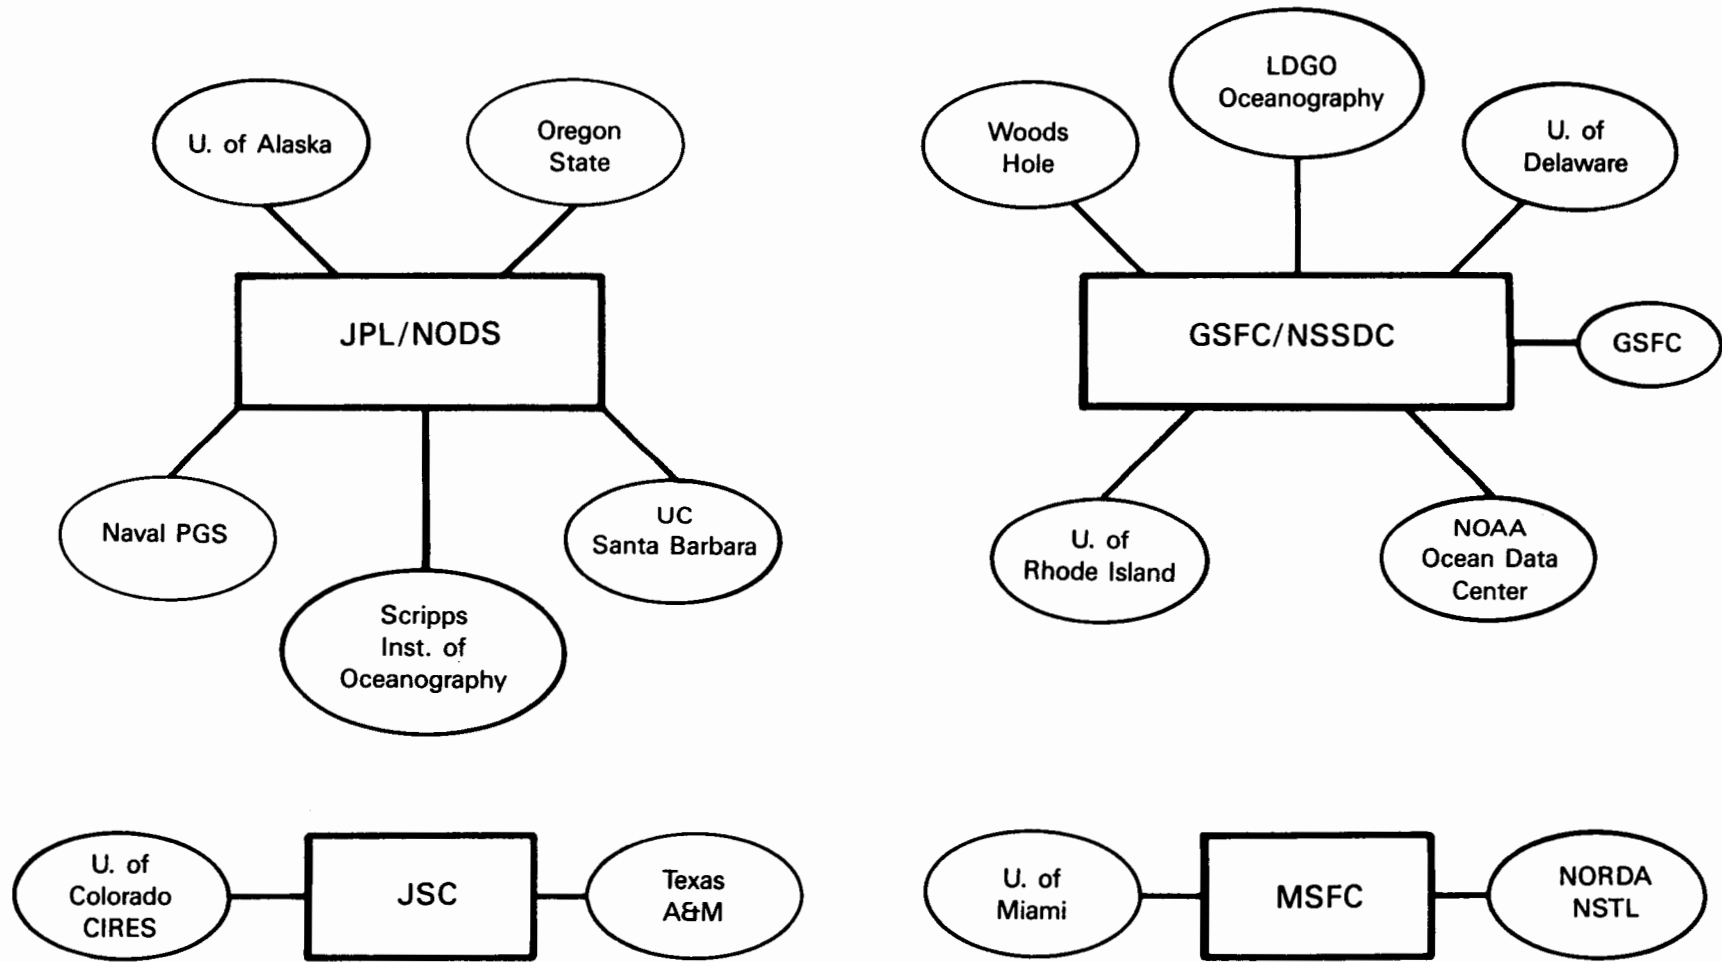 LDGO
Oceanography
U. of Alaska
Oregon
State
Woods
Hole
U. of
Delaware
JPL/NODS
GSFC/NSSDC
GSFC
Naval PGS
UC
Santa Barbara
U. of
Rhode Island
NOAA
Ocean Data
Center
Scripps
Inst. of
Oceanography
U. of
Colorado
CIRES
JSC
Texas
A&M
U. of
Miami
MSFC
NORDA
NSTL